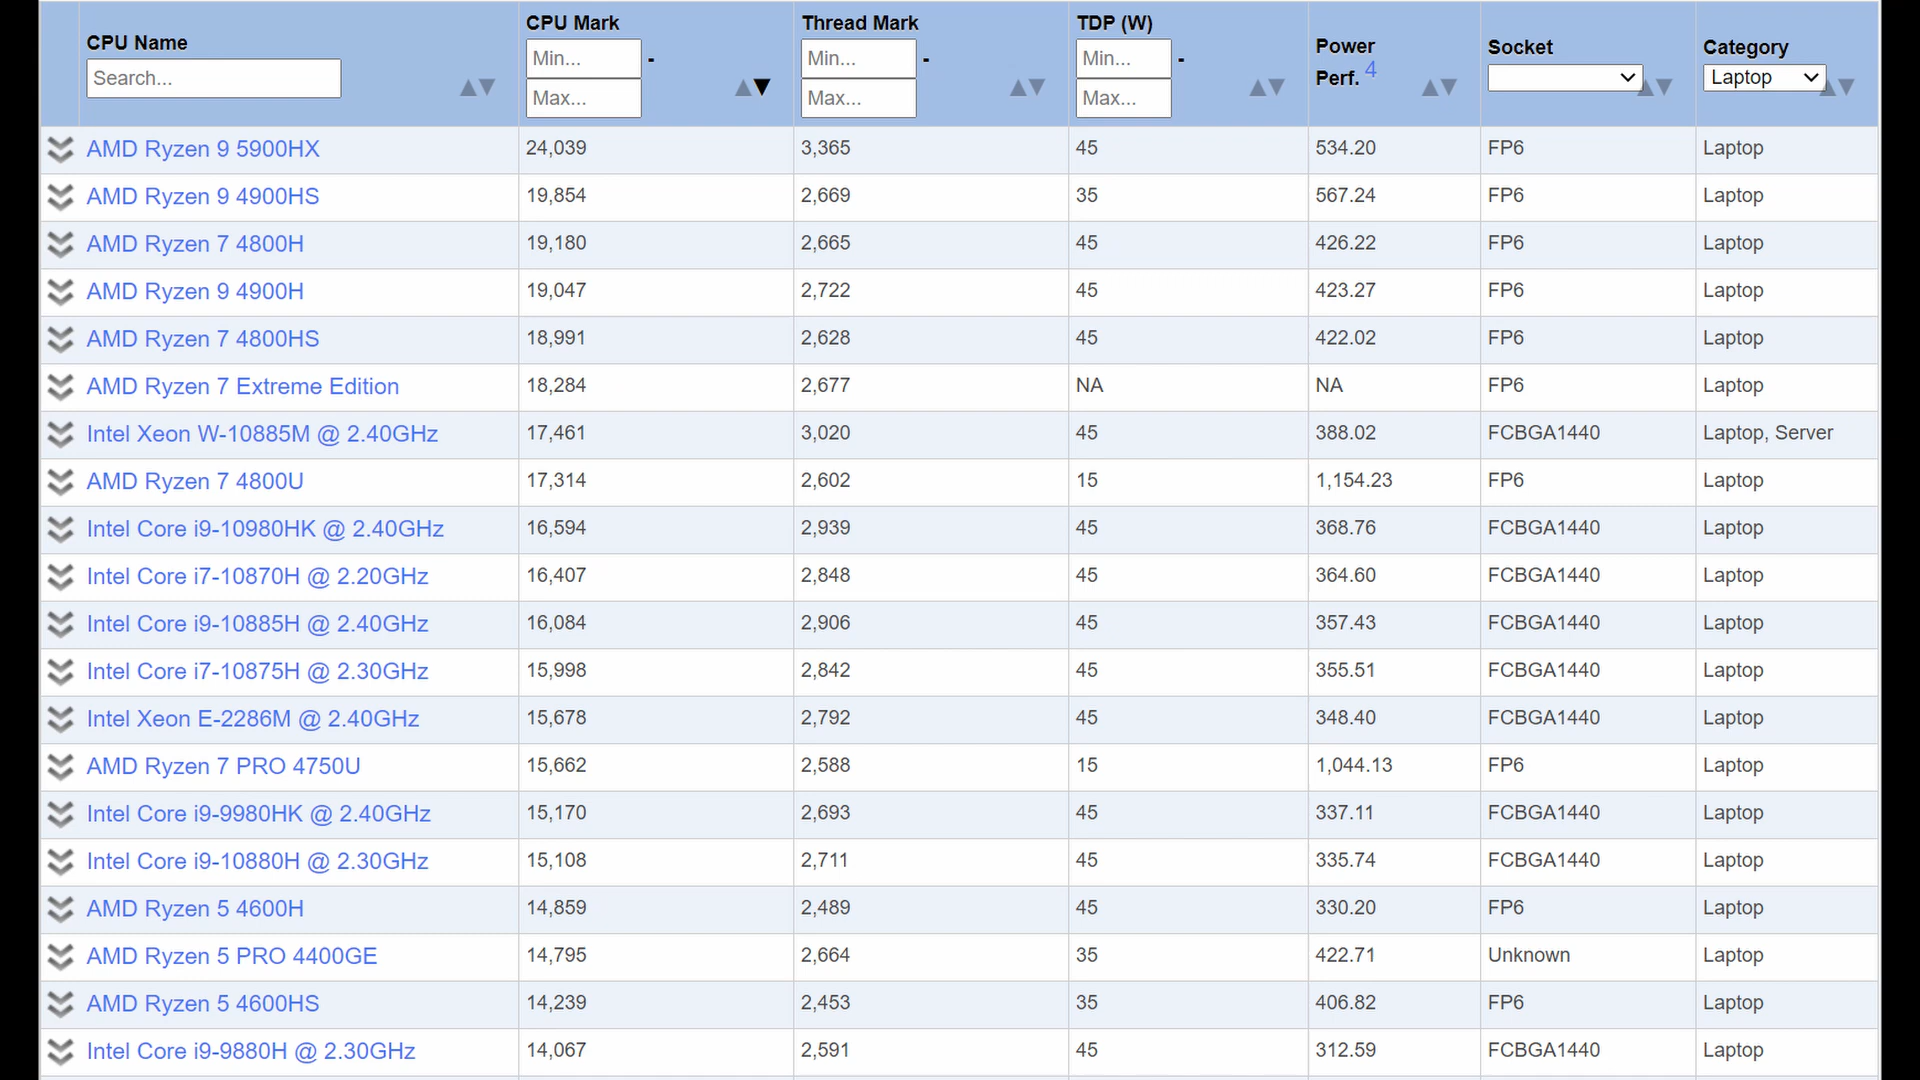 CPU Name Search...
CPU Mark Min... - Max...
Thread Mark Min... - Max...
TDP (W) Min... - Max...
Power Perf. 4
Socket
Category Laptop
AMD Ryzen 9 5900HX 24,039 3,365 45 534.20 FP6 Laptop
AMD Ryzen 9 4900HS 19,854 2,669 35 567.24 FP6 Laptop
AMD Ryzen 7 4800H 19,180 2,665 45 426.22 FP6 Laptop
AMD Ryzen 9 4900H 19,047 2,722 45 423.27 FP6 Laptop
AMD Ryzen 7 4800HS 18,991 2,628 45 422.02 FP6 Laptop
AMD Ryzen 7 Extreme Edition 18,284 2,677 NA NA FP6 Laptop
Intel Xeon W-10885M @ 2.40GHz 17,461 3,020 45 388.02 FCBGA1440 Laptop, Server
AMD Ryzen 7 4800U 17,314 2,602 15 1,154.23 FP6 Laptop
Intel Core i9-10980HK @ 2.40GHz 16,594 2,939 45 368.76 FCBGA1440 Laptop
Intel Core i7-10870H @ 2.20GHz 16,407 2,848 45 364.60 FCBGA1440 Laptop
Intel Core i9-10885H @ 2.40GHz 16,084 2,906 45 357.43 FCBGA1440 Laptop
Intel Core i7-10875H @ 2.30GHz 15,998 2,842 45 355.51 FCBGA1440 Laptop
Intel Xeon E-2286M @ 2.40GHz 15,678 2,792 45 348.40 FCBGA1440 Laptop
AMD Ryzen 7 PRO 4750U 15,662 2,588 15 1,044.13 FP6 Laptop
Intel Core i9-9980HK @ 2.40GHz 15,170 2,693 45 337.11 FCBGA1440 Laptop
Intel Core i9-10880H @ 2.30GHz 15,108 2,711 45 335.74 FCBGA1440 Laptop
AMD Ryzen 5 4600H 14,859 2,489 45 330.20 FP6 Laptop
AMD Ryzen 5 PRO 4400GE 14,795 2,664 35 422.71 Unknown Laptop
AMD Ryzen 5 4600HS 14,239 2,453 35 406.82 FP6 Laptop
Intel Core i9-9880H @ 2.30GHz 14,067 2,591 45 312.59 FCBGA1440 Laptop